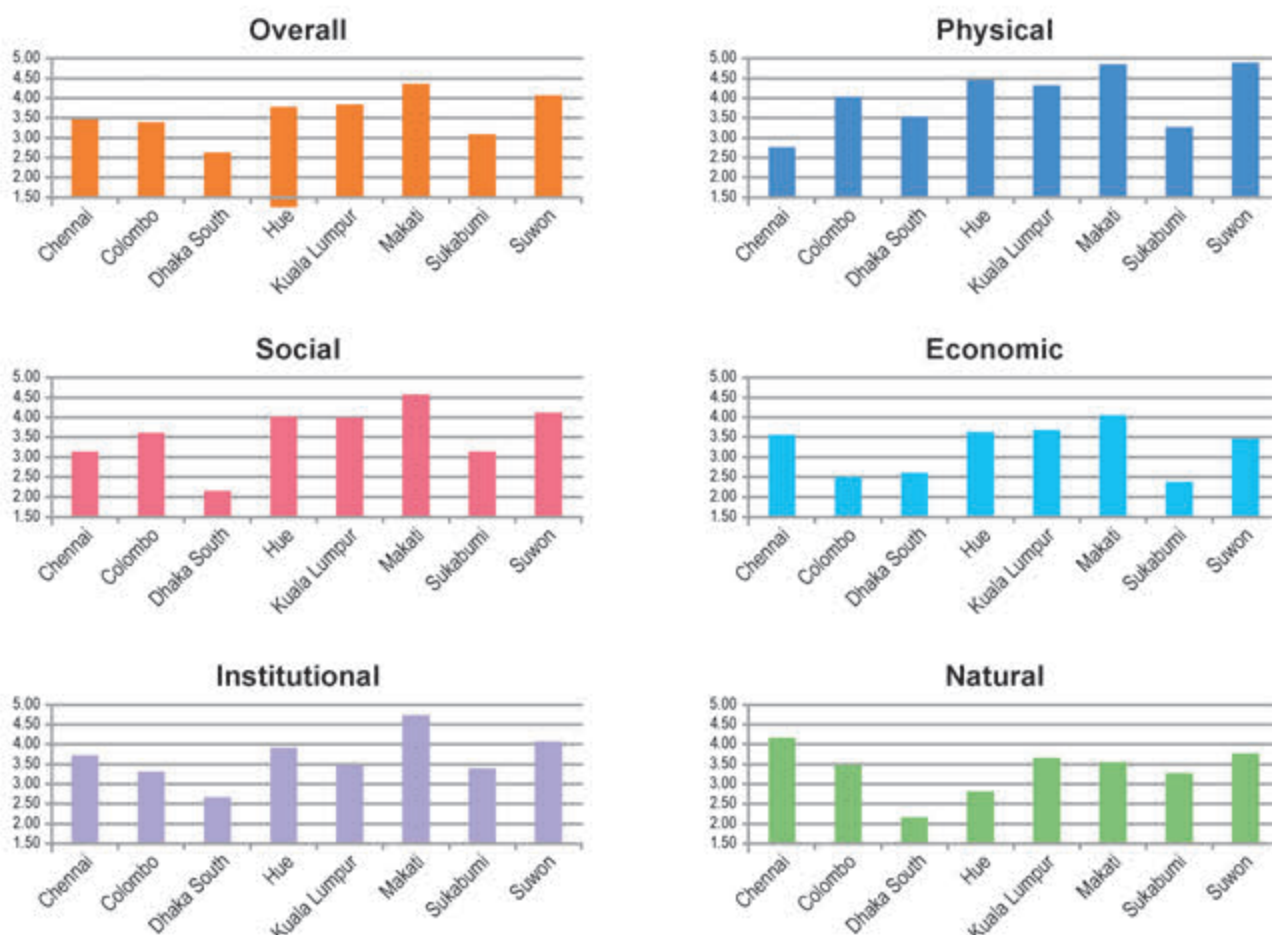 Overall
5.00
4.50
4.00
3.50
3.00
2.50
2.00
1.50
Chennai
Colombo
Dhaka South
Hue
Kuala Lumpur
Makati
Sukabumi
Suwon
Physical
5.00
4.50
4.00
3.50
3.00
2.50
2.00
1.50
Chennai
Colombo
Dhaka South
Hue
Kuala Lumpur
Makati
Sukabumi
Suwon
Social
5.00
4.50
4.00
3.50
3.00
2.50
2.00
1.50
Chennai
Colombo
Dhaka South
Hue
Kuala Lumpur
Makati
Sukabumi
Suwon
Economic
5.00
4.50
4.00
3.50
3.00
2.50
2.00
1.50
Chennai
Colombo
Dhaka South
Hue
Kuala Lumpur
Makati
Sukabumi
Suwon
Institutional
5.00
4.50
4.00
3.50
3.00
2.50
2.00
1.50
Chennai
Colombo
Dhaka South
Hue
Kuala Lumpur
Makati
Sukabumi
Suwon
Natural
5.00
4.50
4.00
3.50
3.00
2.50
2.00
1.50
Chennai
Colombo
Dhaka South
Hue
Kuala Lumpur
Makati
Sukabumi
Suwon